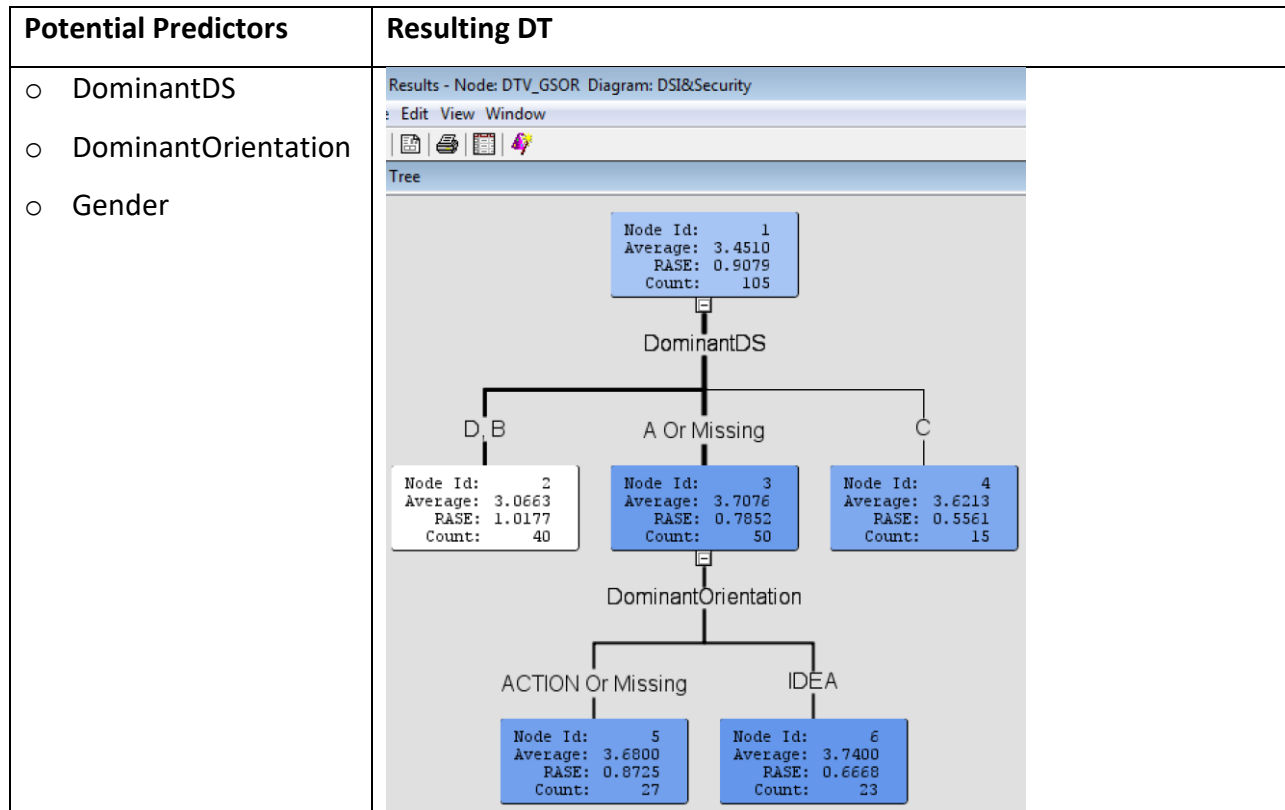 Potential Predictors
Resulting DT
o DominantDS
o DominantOrientation
o Gender
Results - Node: DTV_GSOR Diagram: DSI&Security
Edit View Window
Tree
Node Id: 1
Average: 3.4510
RASE: 0.9079
Count: 105
DominantDS
D, B
A Or Missing
C
Node Id: 2
Average: 3.0663
RASE: 1.0177
Count: 40
Node Id: 3
Average: 3.7076
RASE: 0.7852
Count: 50
Node Id: 4
Average: 3.6213
RASE: 0.5561
Count: 15
DominantOrientation
ACTION Or Missing
IDEA
Node Id: 5
Average: 3.6800
RASE: 0.8725
Count: 27
Node Id: 6
Average: 3.7400
RASE: 0.6668
Count: 23